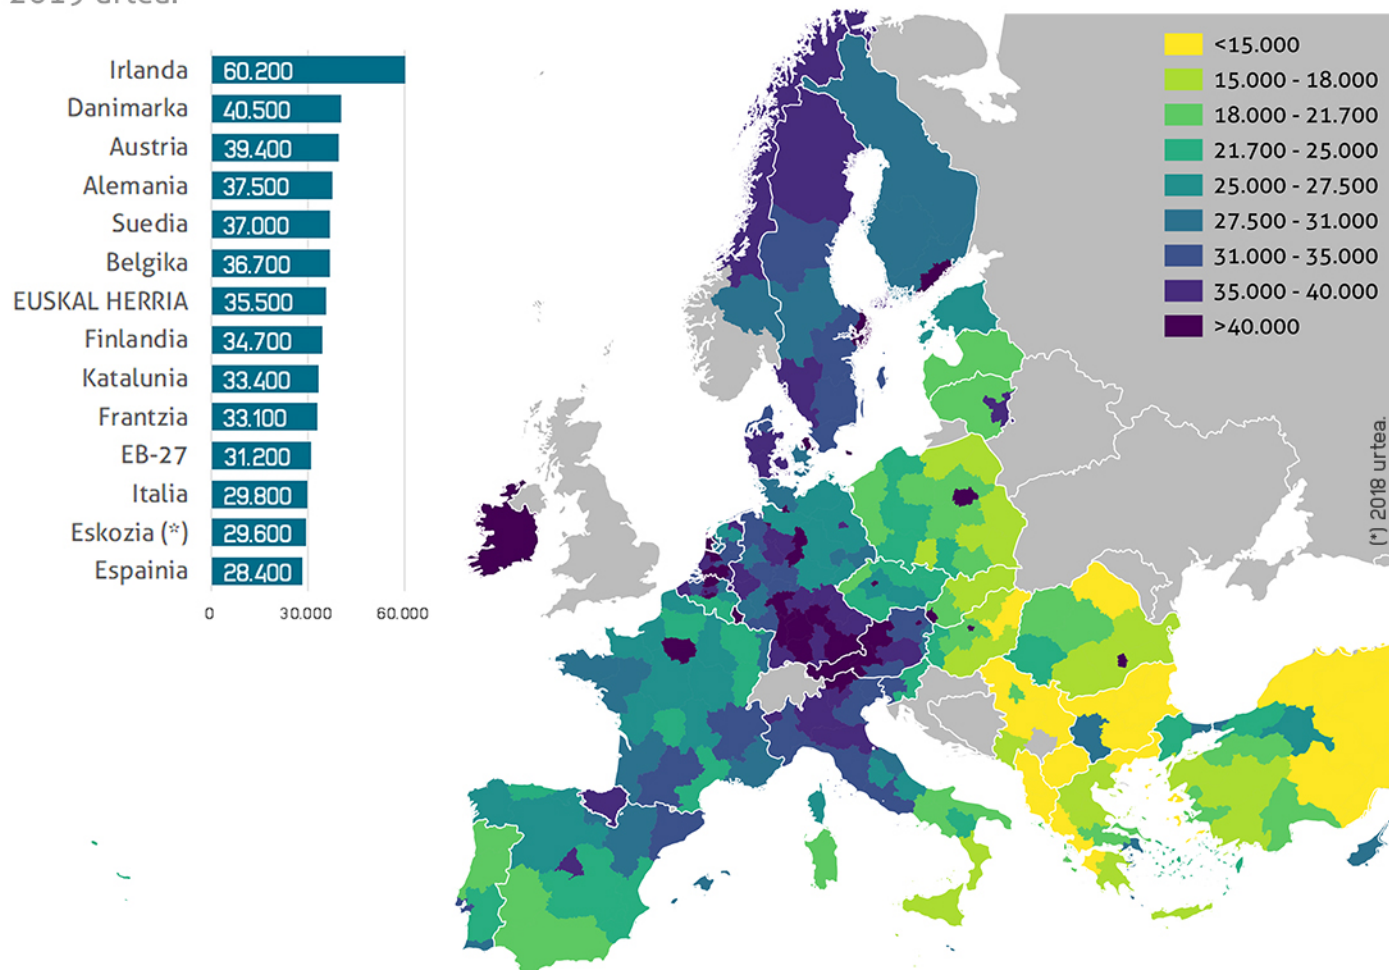 2019 urtea.
Irlanda 60.200
Danimarka 40.500
Austria 39.400
Alemania 37.500
Suedia 37.000
Belgika 36.700
EUSKAL HERRIA 35.500
Finlandia 34.700
Katalunia 33.400
Frantzia 33.100
EB-27 31.200
Italia 29.800
Eskozia (*) 29.600
Espainia 28.400
0 30.000 60.000
<15.000
15.000 - 18.000
18.000 - 21.700
21.700 - 25.000
25.000 - 27.500
27.500 - 31.000
31.000 - 35.000
35.000 - 40.000
>40.000
(*) 2018 urtea.